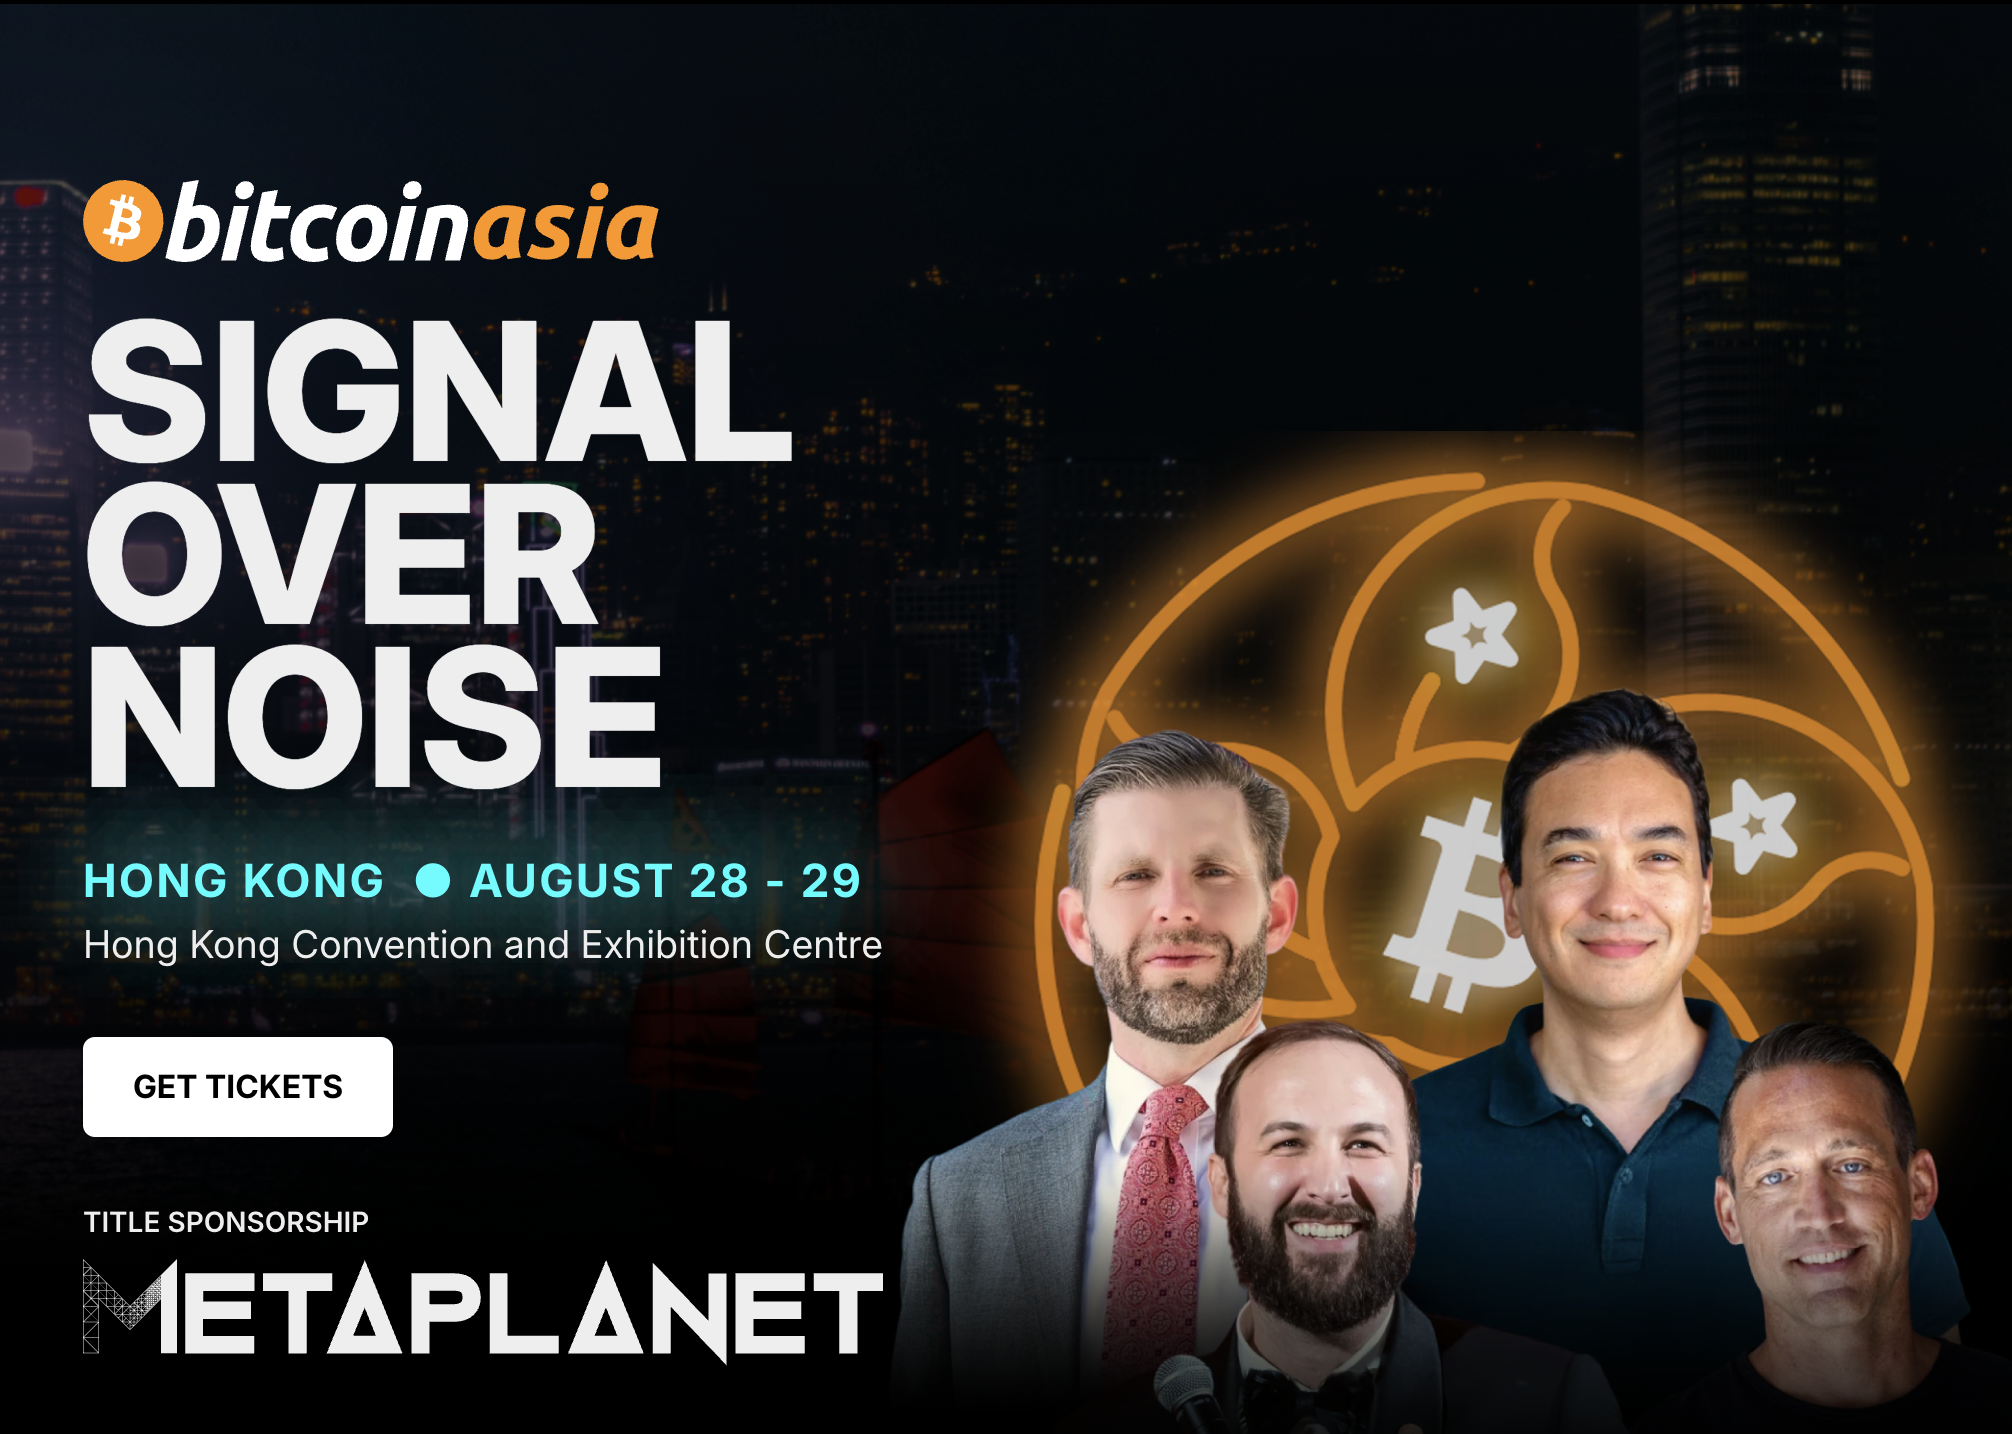 bitcoinasia
SIGNAL
OVER
NOISE
HONG KONG ● AUGUST 28 - 29
Hong Kong Convention and Exhibition Centre
GET TICKETS
TITLE SPONSORSHIP
METAPLANET